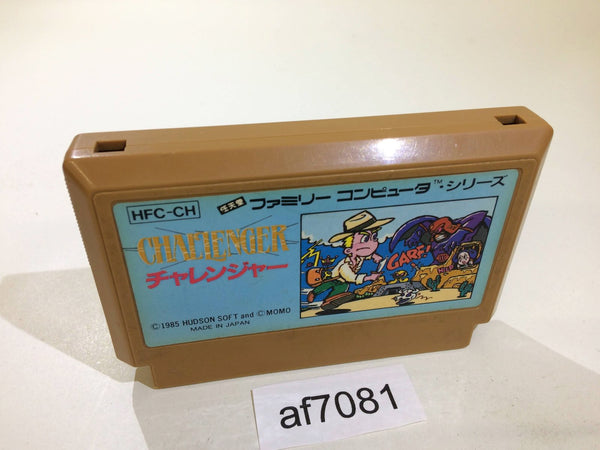 HFC-CH
任天堂 ファミリー コンピュータ™・シリーズ
CHALLENGER
チャレンジャー
GARF!
©1985 HUDSON SOFT and ©MOMO
MADE IN JAPAN
af7081